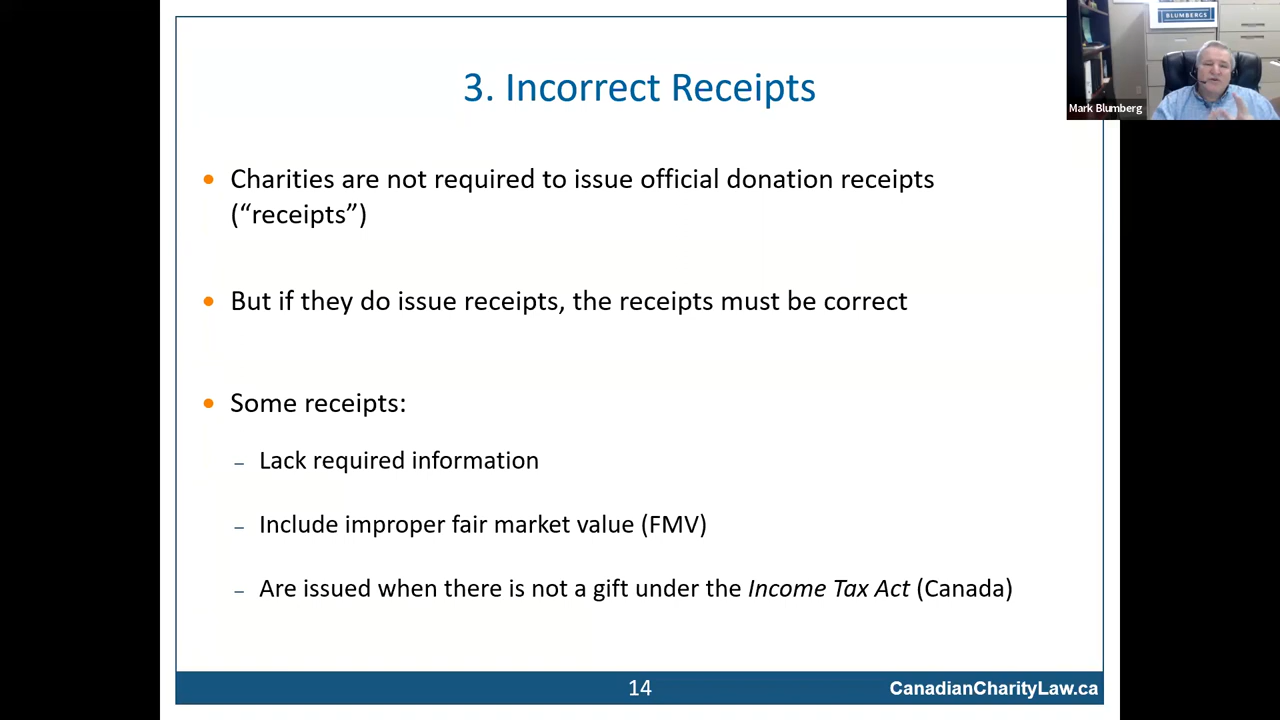 BLUMBERGS
Mark Blumberg
3. Incorrect Receipts
• Charities are not required to issue official donation receipts
(“receipts”)
• But if they do issue receipts, the receipts must be correct
• Some receipts:
– Lack required information
– Include improper fair market value (FMV)
– Are issued when there is not a gift under the Income Tax Act (Canada)
14
CanadianCharityLaw.ca